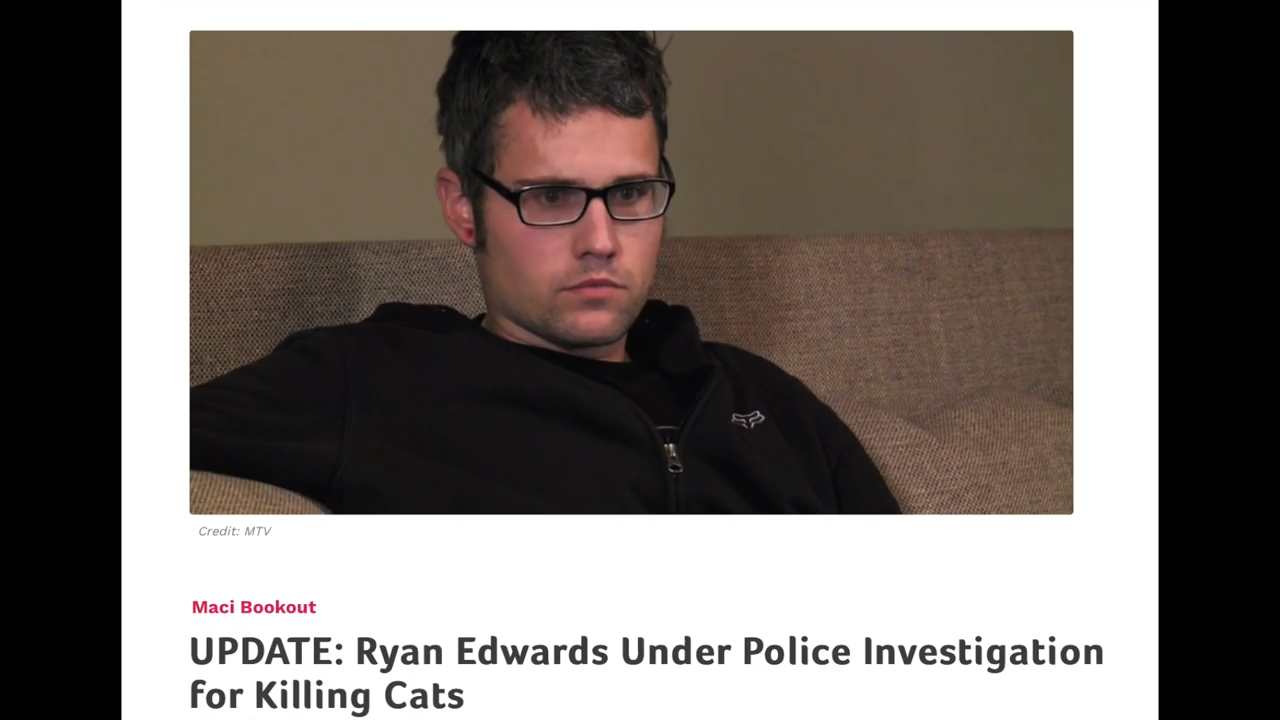 Credit: MTV
Maci Bookout
UPDATE: Ryan Edwards Under Police Investigation
for Killing Cats